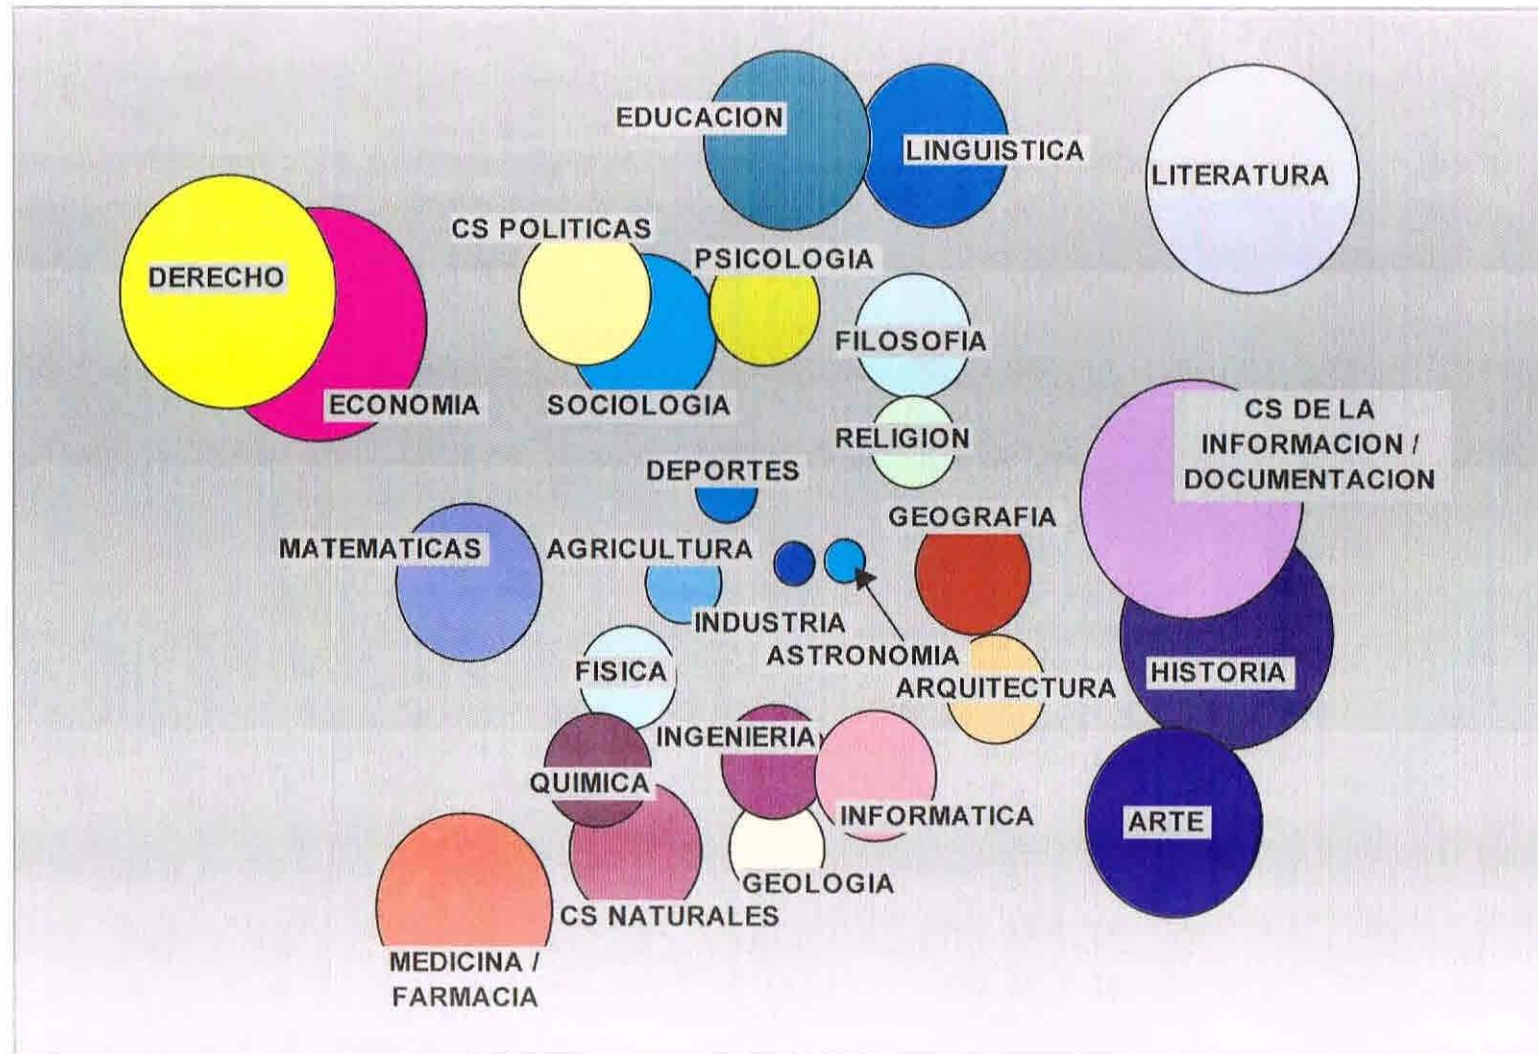 EDUCACION
LINGUISTICA
LITERATURA
CS POLITICAS
PSICOLOGIA
DERECHO
FILOSOFIA
ECONOMIA
SOCIOLOGIA
CS DE LA
INFORMACION /
DOCUMENTACION
RELIGION
DEPORTES
GEOGRAFIA
MATEMATICAS
AGRICULTURA
INDUSTRIA
ASTRONOMIA
FISICA
ARQUITECTURA
HISTORIA
INGENIERIA
QUIMICA
INFORMATICA
ARTE
GEOLOGIA
CS NATURALES
MEDICINA /
FARMACIA